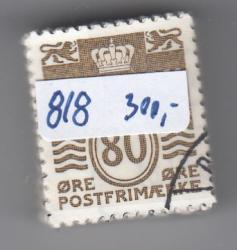 818 300,-
80
ØRE ØRE
POSTFRIMÆRKE